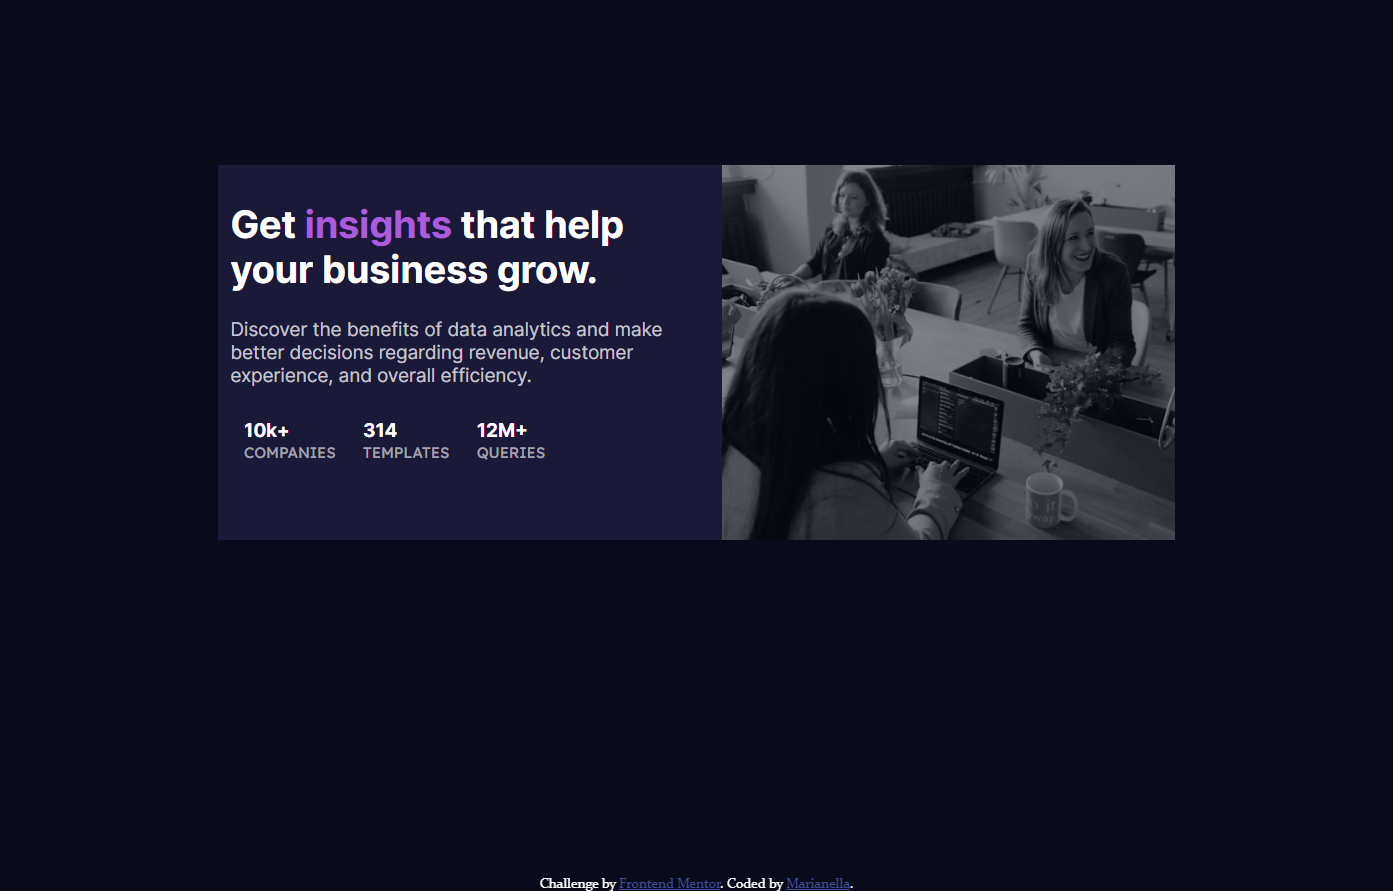 Get insights that help
your business grow.
Discover the benefits of data analytics and make
better decisions regarding revenue, customer
experience, and overall efficiency.
10k+ 314 12M+
COMPANIES TEMPLATES QUERIES
Challenge by Frontend Mentor. Coded by Marianella.